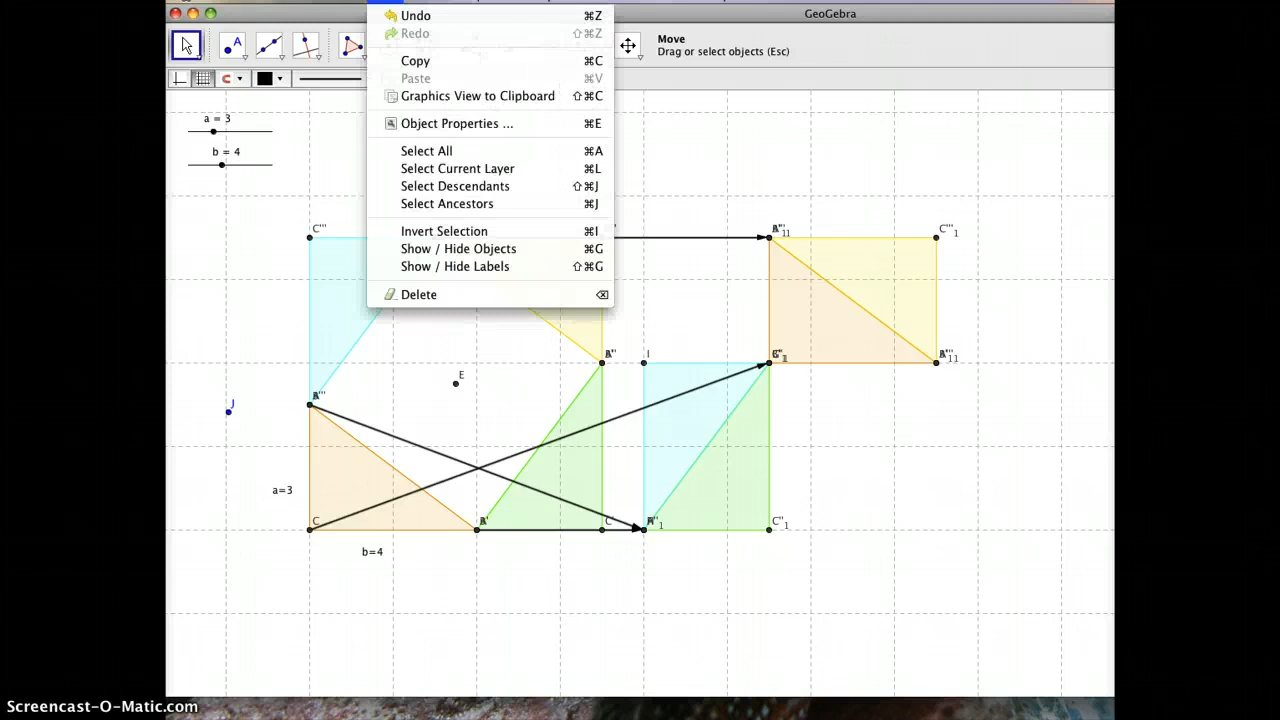 GeoGebra
Undo ⌘Z
Redo ⇧⌘Z
Copy ⌘C
Paste ⌘V
Graphics View to Clipboard ⇧⌘C
Object Properties ... ⌘E
Select All ⌘A
Select Current Layer ⌘L
Select Descendants ⇧⌘J
Select Ancestors ⌘J
Invert Selection ⌘I
Show / Hide Objects ⌘G
Show / Hide Labels ⇧⌘G
Delete ⌫
A
Move
Drag or select objects (Esc)
a = 3
b = 4
C'''
C'''1
A''
I
E
J
A'''
a=3
C
A'
C'
C''1
b=4
Screencast-O-Matic.com